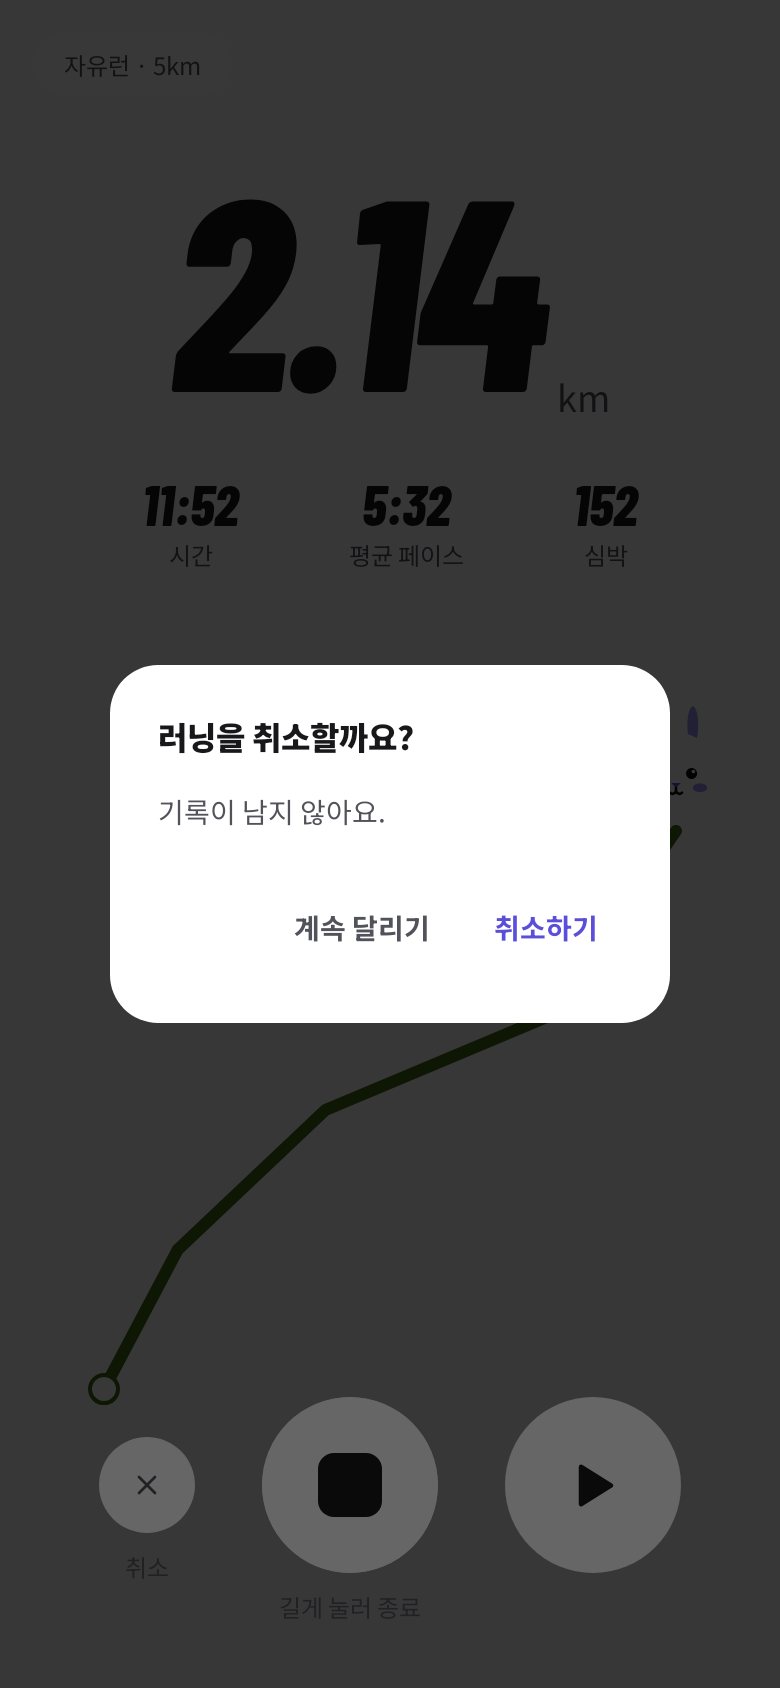 자유런 · 5km
2.14 km
11:52 5:32 152
시간 평균 페이스 심박
러닝을 취소할까요?
기록이 남지 않아요.
계속 달리기 취소하기
취소
길게 눌러 종료